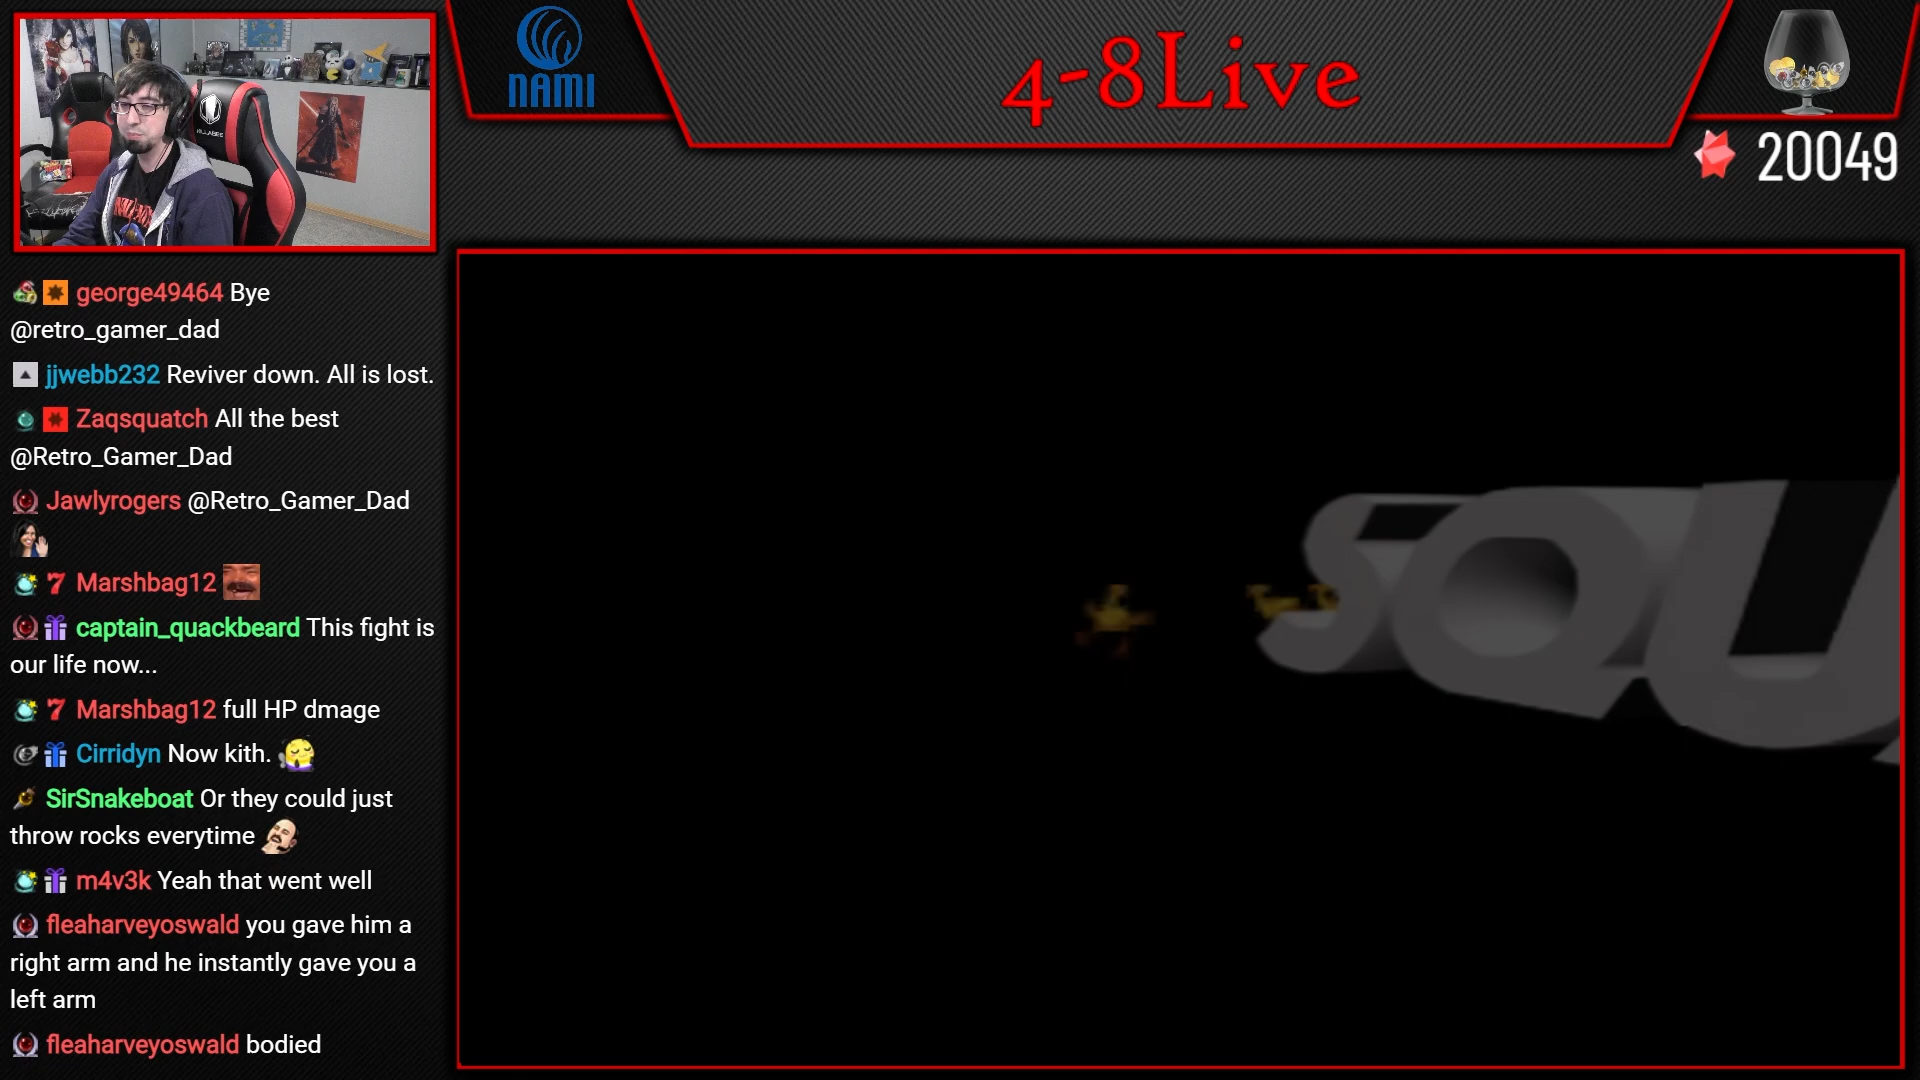 NAMI
4-8Live
20049
KILLABEE
george49464 Bye
@retro_gamer_dad
jjwebb232 Reviver down. All is lost.
Zaqsquatch All the best
@Retro_Gamer_Dad
Jawlyrogers @Retro_Gamer_Dad
Marshbag12
captain_quackbeard This fight is
our life now...
Marshbag12 full HP dmage
Cirridyn Now kith.
SirSnakeboat Or they could just
throw rocks everytime
m4v3k Yeah that went well
fleaharveyoswald you gave him a
right arm and he instantly gave you a
left arm
fleaharveyoswald bodied
SQU